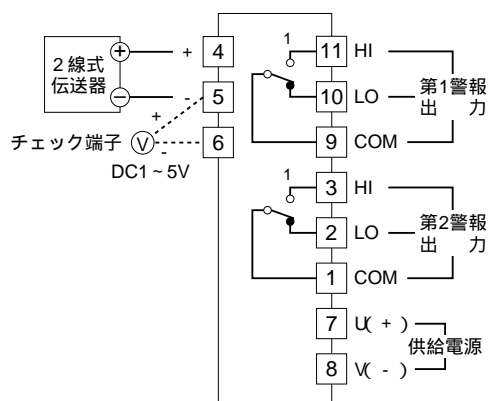 2線式
伝送器
+
-
+ 4
- 5
6
+
-
チェック端子 V
DC1~5V
1
11 HI
10 LO
9 COM
第1警報
出 力
1
3 HI
2 LO
1 COM
第2警報
出 力
7 U( + )
8 V( - )
供給電源